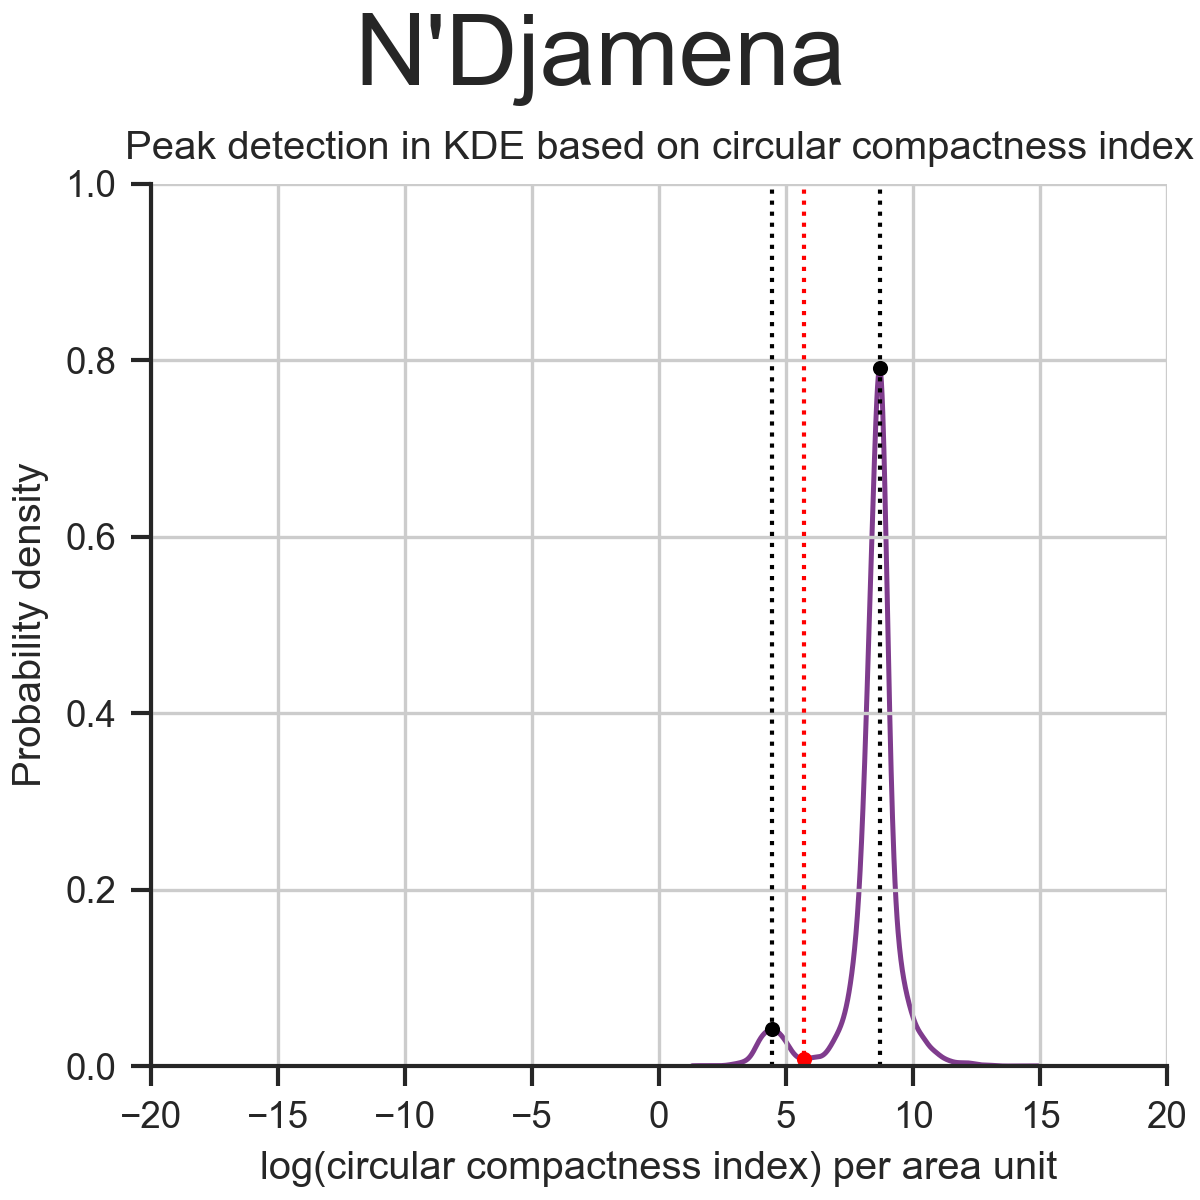 N'Djamena
Peak detection in KDE based on circular compactness index
1.0
0.8
0.6
0.4
0.2
0.0
Probability density
−20 −15 −10 −5 0 5 10 15 20
log(circular compactness index) per area unit